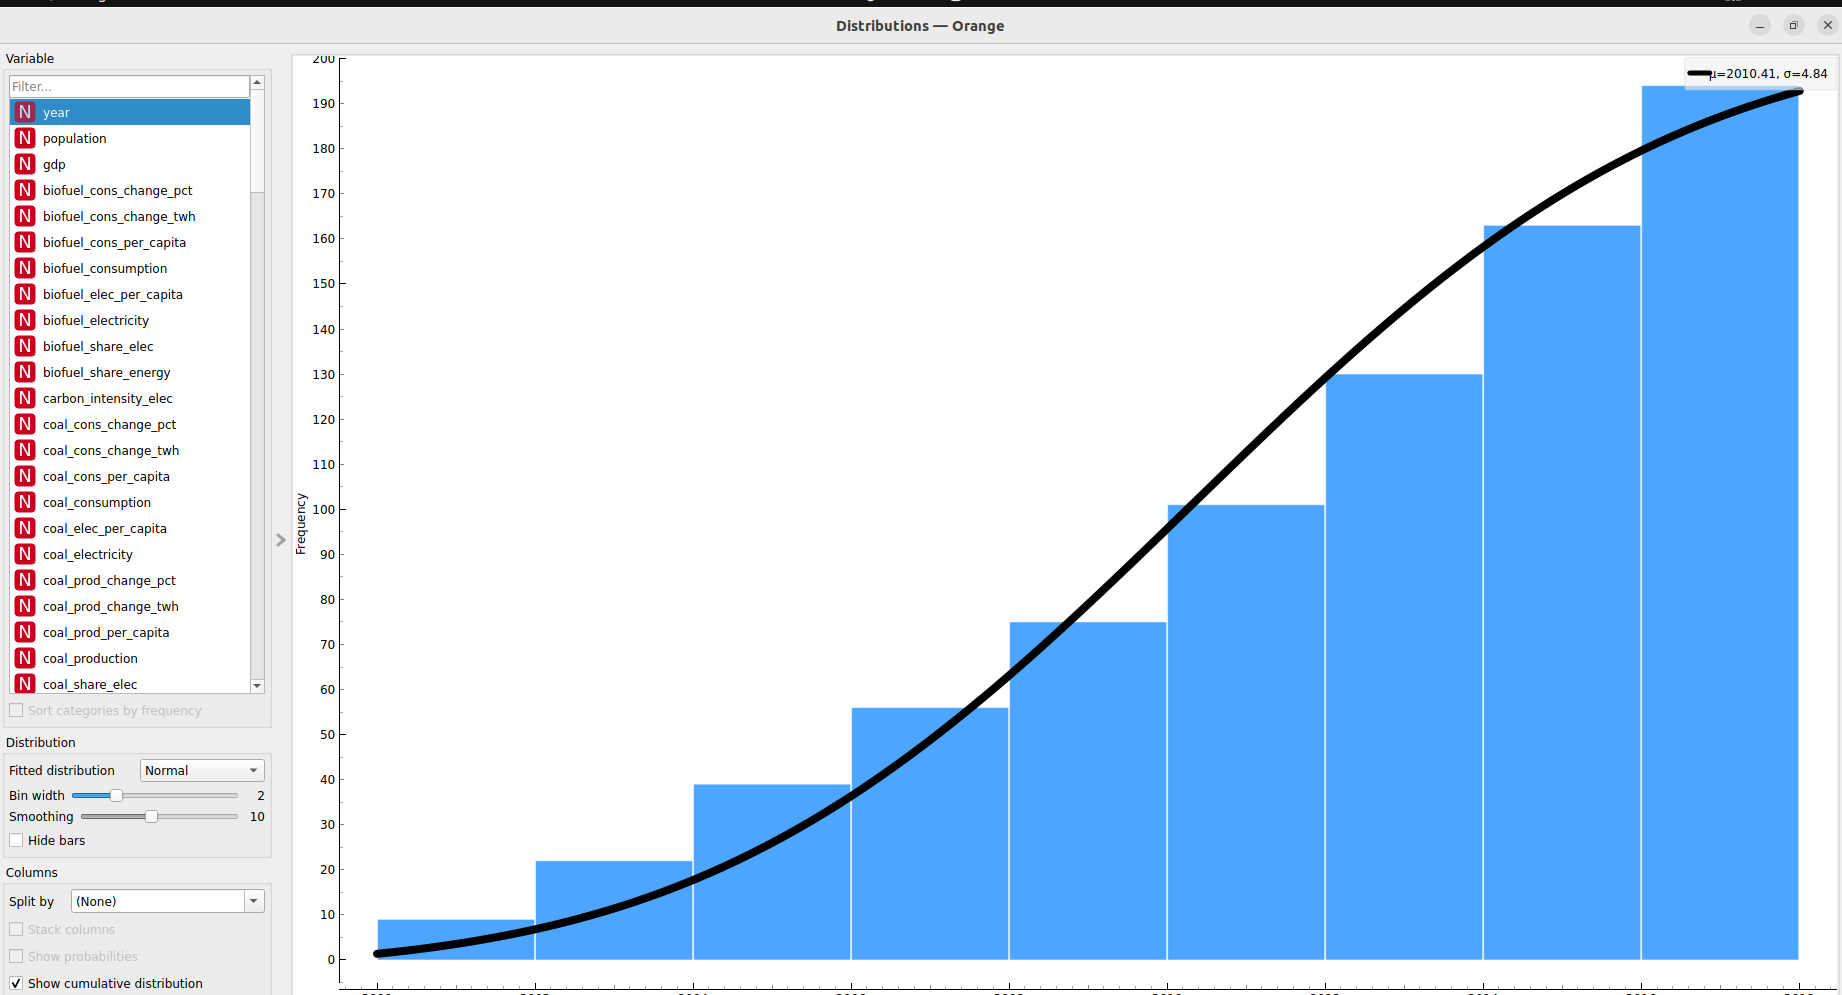 Distributions — Orange
Variable
Filter...
N year
N population
N gdp
N biofuel_cons_change_pct
N biofuel_cons_change_twh
N biofuel_cons_per_capita
N biofuel_consumption
N biofuel_elec_per_capita
N biofuel_electricity
N biofuel_share_elec
N biofuel_share_energy
N carbon_intensity_elec
N coal_cons_change_pct
N coal_cons_change_twh
N coal_cons_per_capita
N coal_consumption
N coal_elec_per_capita
N coal_electricity
N coal_prod_change_pct
N coal_prod_change_twh
N coal_prod_per_capita
N coal_production
N coal_share_elec
Sort categories by frequency
Distribution
Fitted distribution Normal
Bin width 2
Smoothing 10
Hide bars
Columns
Split by (None)
Stack columns
Show probabilities
Show cumulative distribution
Frequency
200
190
180
170
160
150
140
130
120
110
100
90
80
70
60
50
40
30
20
10
0
μ=2010.41, σ=4.84